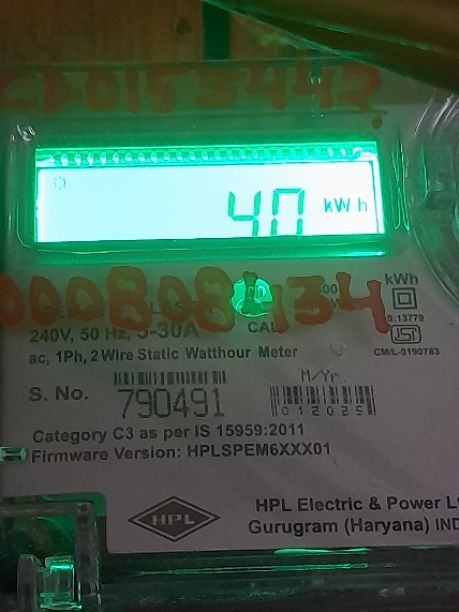 40 kWh
kWh
240V, 50 Hz, 5-30A
CAL
IS:13779
ac, 1Ph, 2 Wire Static Watthour Meter
CM/L-9190783
S. No.
790491
M/Yr.
012025
Category C3 as per IS 15959:2011
Firmware Version: HPLSPEM6XXX01
HPL
HPL Electric & Power
Gurugram (Haryana)